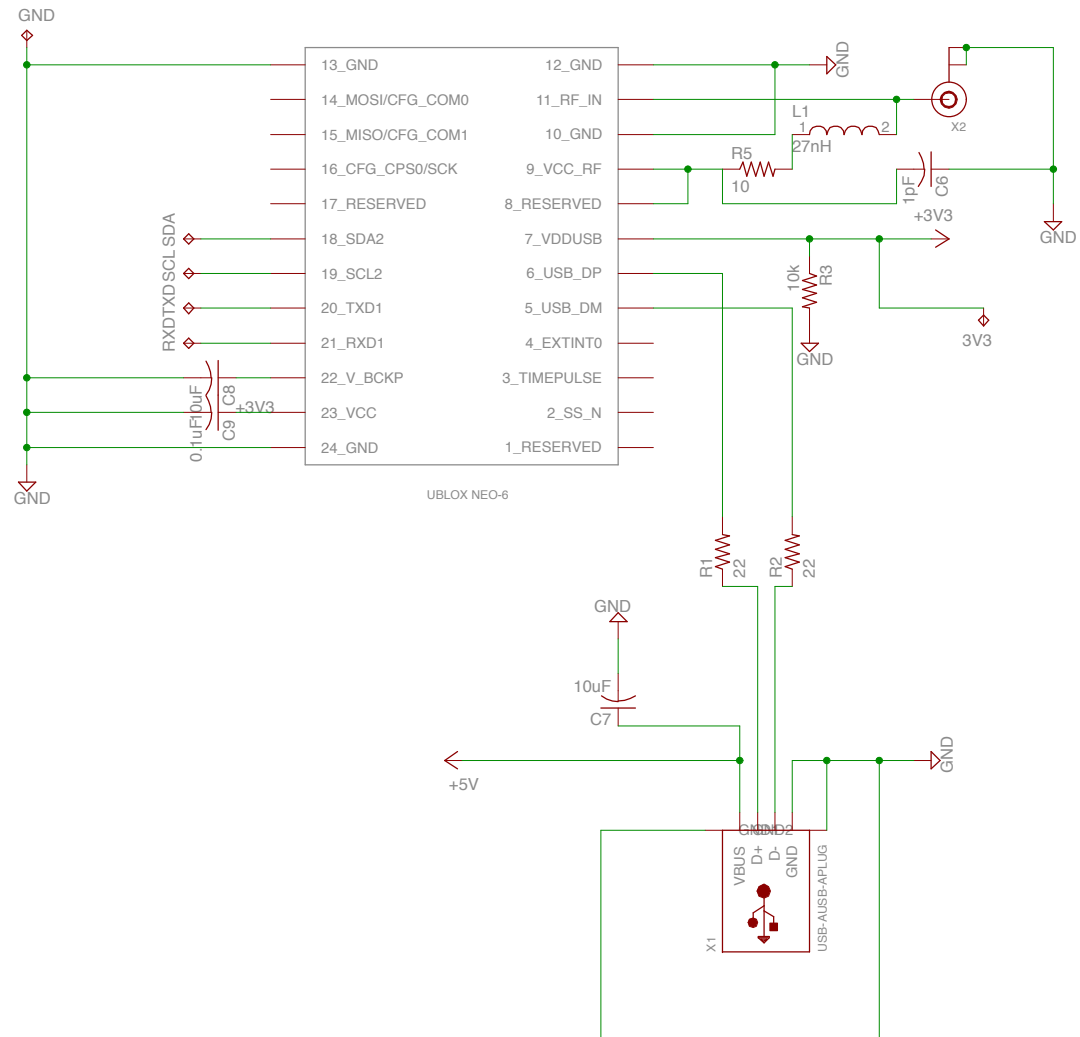 GND
13_GND
14_MOSI/CFG_COM0
15_MISO/CFG_COM1
16_CFG_CPS0/SCK
17_RESERVED
18_SDA2
19_SCL2
20_TXD1
21_RXD1
22_V_BCKP
23_VCC
24_GND
12_GND
11_RF_IN
10_GND
9_VCC_RF
8_RESERVED
7_VDDUSB
6_USB_DP
5_USB_DM
4_EXTINT0
3_TIMEPULSE
2_SS_N
1_RESERVED
UBLOX NEO-6
SDA
SCL
TXD
RXD
10uF
C8
0.1uF
C9
+3V3
GND
GND
L1
1
2
27nH
R5
10
X2
1pF
C6
GND
+3V3
10k
R3
GND
3V3
R1
22
R2
22
GND
10uF
C7
+5V
GND
GND2
VBUS
D+
D-
GND
X1
USB-AUSB-APLUG